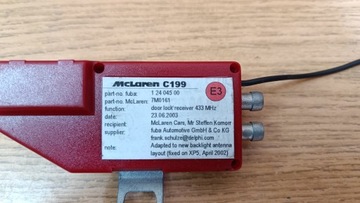 McLaren C199
E3
part-no. fuba: 1 24 045 00
part-no. McLaren: 7M0161
function: door lock/ receiver 433 MHz
date: 23.06.2003
recipient: McLaren Cars, Mr Steffen
supplier: fuba Automotive GmbH & Co KG
frank.schulze@delphi.com
note: Adapted to new backlight antenna
layout (fixed on XP5, April 2002)